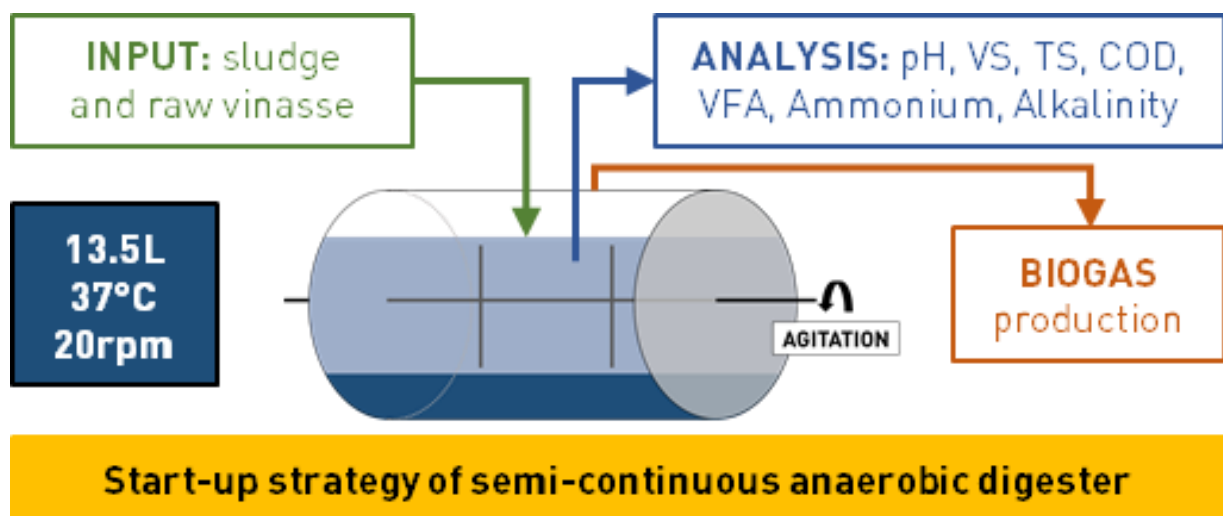 INPUT: sludge
and raw vinasse
ANALYSIS: pH, VS, TS, COD,
VFA, Ammonium, Alkalinity
13.5L
37°C
20rpm
AGITATION
BIOGAS
production
Start-up strategy of semi-continuous anaerobic digester